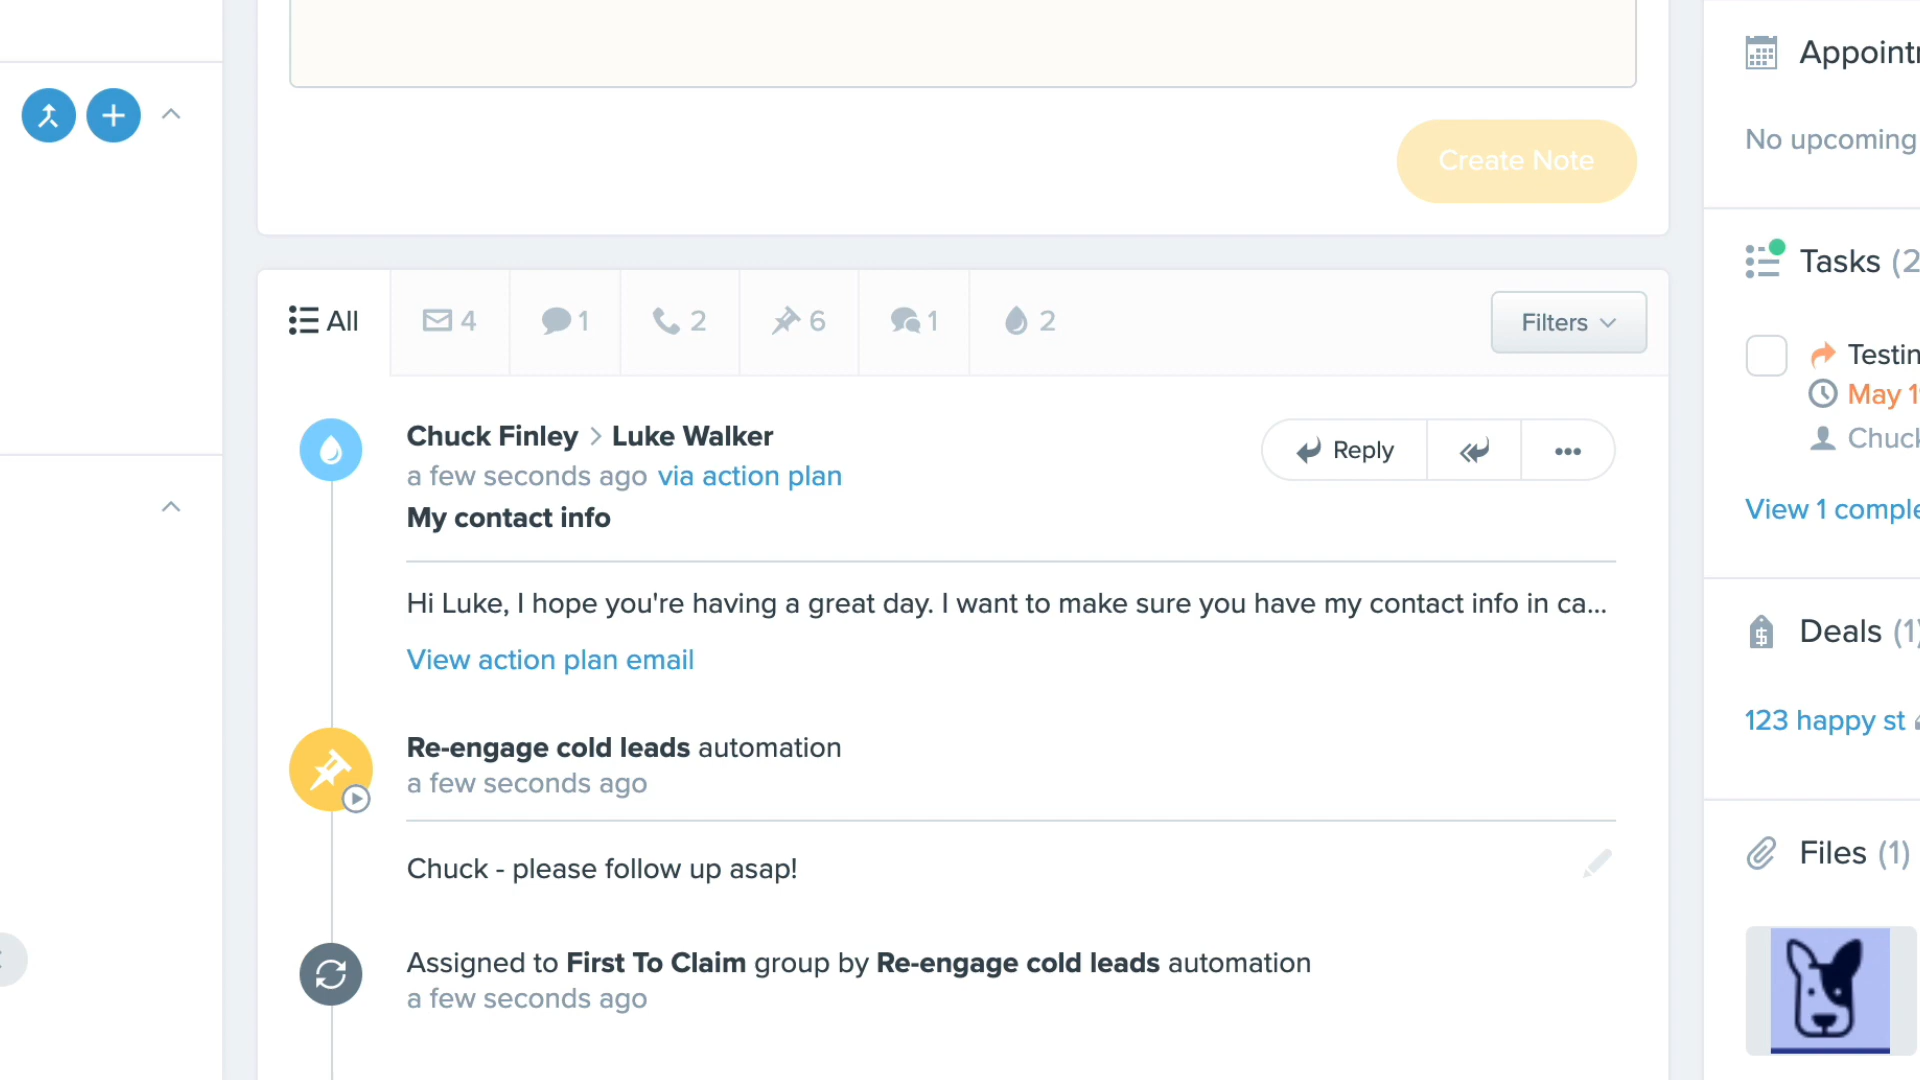 Create Note
All
4
1
2
6
1
2
Filters
Chuck Finley > Luke Walker
a few seconds ago via action plan
My contact info
Reply
Hi Luke, I hope you're having a great day. I want to make sure you have my contact info in ca...
View action plan email
Re-engage cold leads automation
a few seconds ago
Chuck - please follow up asap!
Assigned to First To Claim group by Re-engage cold leads automation
a few seconds ago
No upcoming
Tasks (2
May 1
View 1
Deals (1)
123 happy st
Files (1)